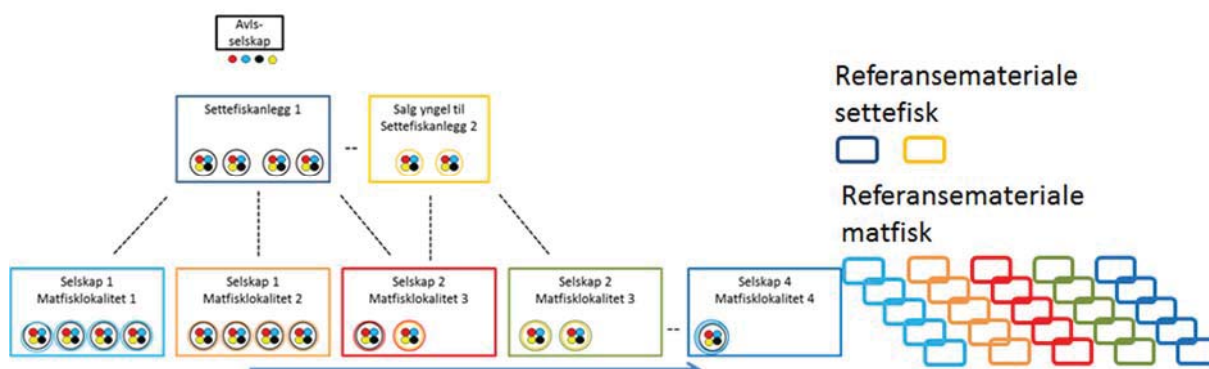 Avls-
selskap
Settefiskanlegg 1
Salg yngel til
Settefiskanlegg 2
--
Selskap 1
Matfisklokalitet 1
Selskap 1
Matfisklokalitet 2
Selskap 2
Matfisklokalitet 3
Selskap 2
Matfisklokalitet 3
--
Selskap 4
Matfisklokalitet 4
Referansemateriale
settefisk
Referansemateriale
matfisk